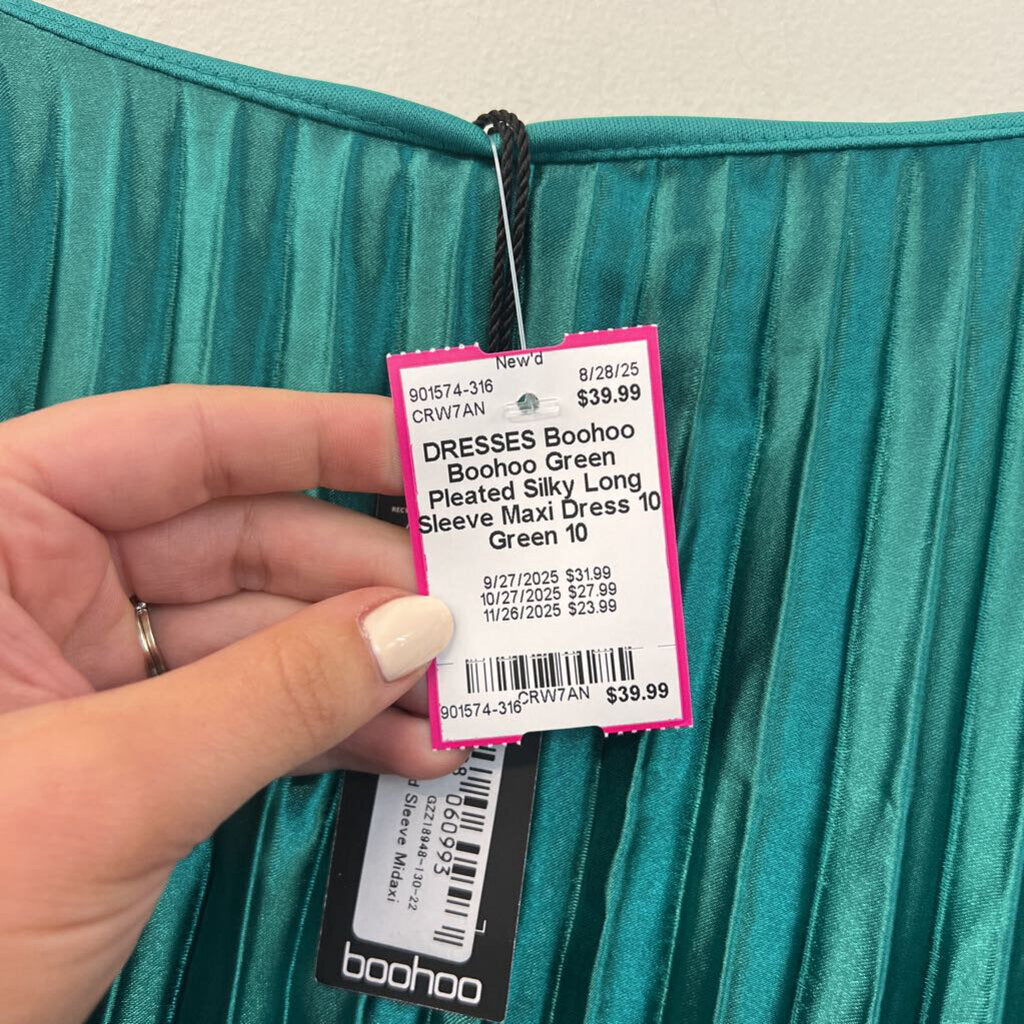 New'd
901574-316
8/28/25
CRW7AN
$39.99
DRESSES Boohoo
Boohoo Green
Pleated Silky Long
Sleeve Maxi Dress 10
Green 10
9/27/2025 $31.99
10/27/2025 $27.99
11/26/2025 $23.99
CRW7AN
$39.99
901574-316
060993
GZZ18948-130-22
Sleeve Midaxi
boohoo